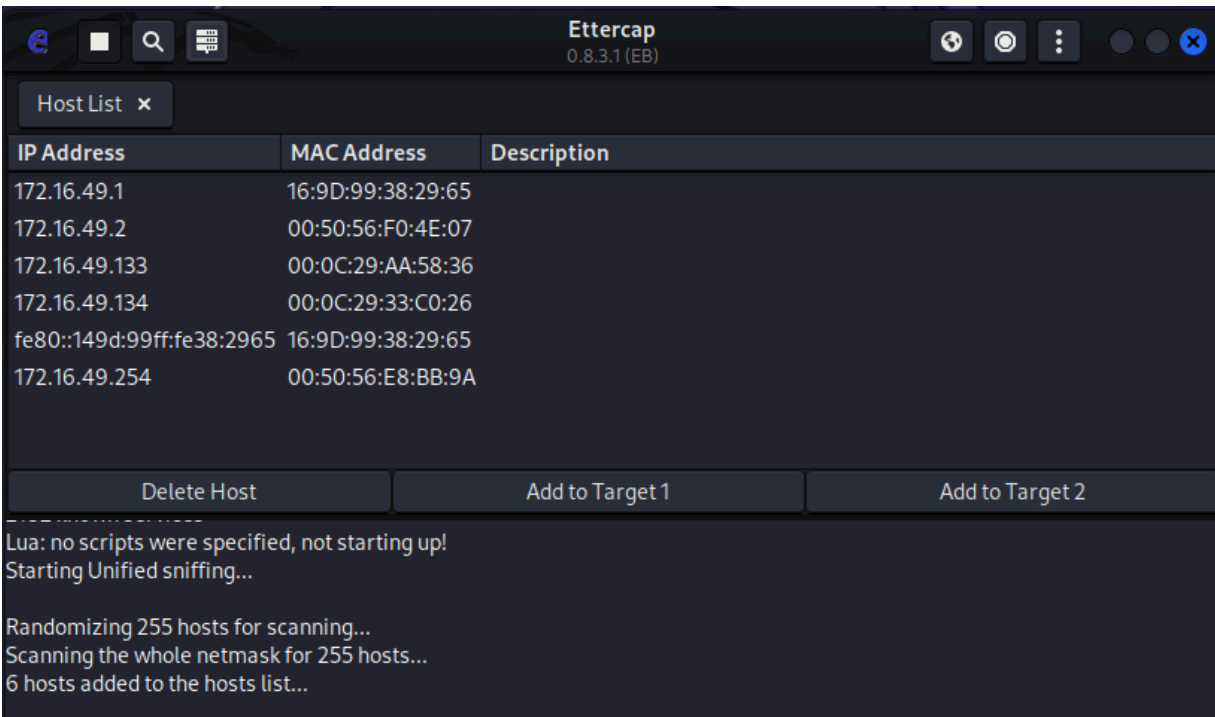 Ettercap
0.8.3.1 (EB)
Host List ×
IP Address MAC Address Description
172.16.49.1 16:9D:99:38:29:65
172.16.49.2 00:50:56:F0:4E:07
172.16.49.133 00:0C:29:AA:58:36
172.16.49.134 00:0C:29:33:C0:26
fe80::149d:99ff:fe38:2965 16:9D:99:38:29:65
172.16.49.254 00:50:56:E8:BB:9A
Delete Host Add to Target 1 Add to Target 2
Lua: no scripts were specified, not starting up!
Starting Unified sniffing...
Randomizing 255 hosts for scanning...
Scanning the whole netmask for 255 hosts...
6 hosts added to the hosts list...